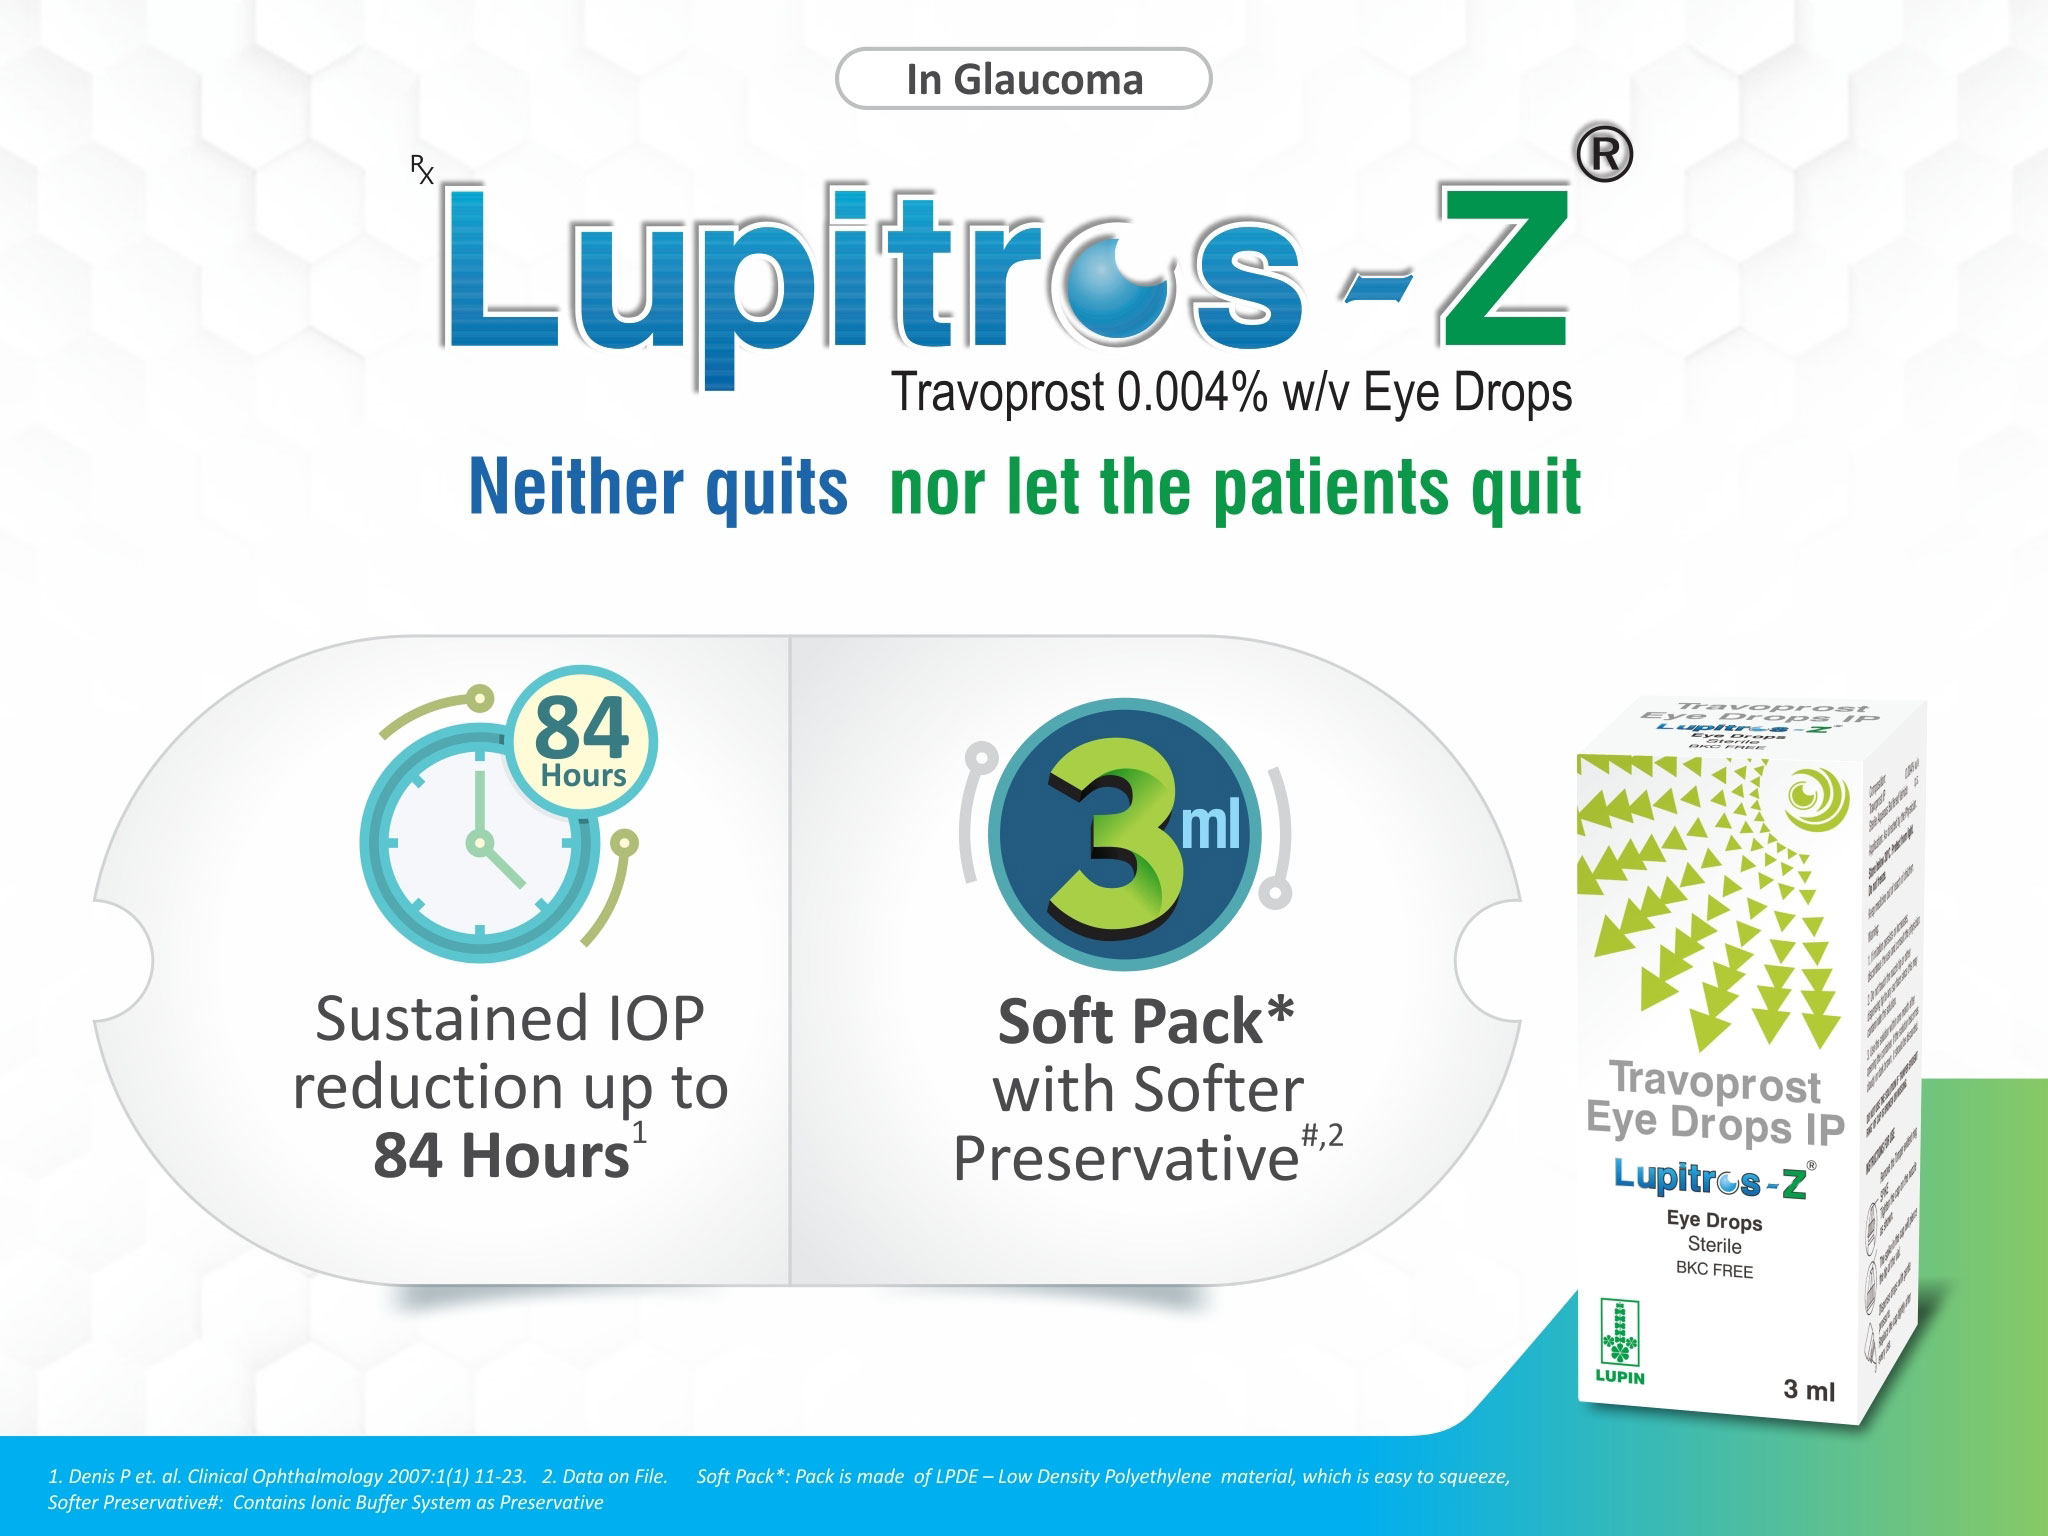 In Glaucoma
Rx
Lupitros-Z®
Travoprost 0.004% w/v Eye Drops
Neither quits nor let the patients quit
84
Hours
Sustained IOP
reduction up to
84 Hours1
3 ml
Soft Pack*
with Softer
Preservative#,2
Travoprost
Eye Drops IP
Lupitros-Z®
Eye Drops
Sterile
BKC FREE
Travoprost
Eye Drops IP
Lupitros-Z®
Eye Drops
Sterile
BKC FREE
LUPIN
3 ml
1. Denis P et. al. Clinical Ophthalmology 2007:1(1) 11-23. 2. Data on File. Soft Pack*: Pack is made of LPDE – Low Density Polyethylene material, which is easy to squeeze,
Softer Preservative#: Contains Ionic Buffer System as Preservative